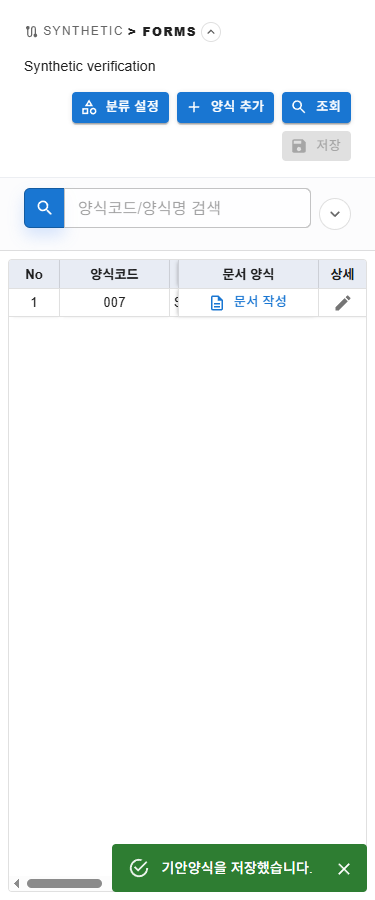 SYNTHETIC > FORMS
Synthetic verification
분류 설정 양식 추가 조회
저장
양식코드/양식명 검색
No 양식코드 문서 양식 상세
1 007 문서 작성
기안양식을 저장했습니다.